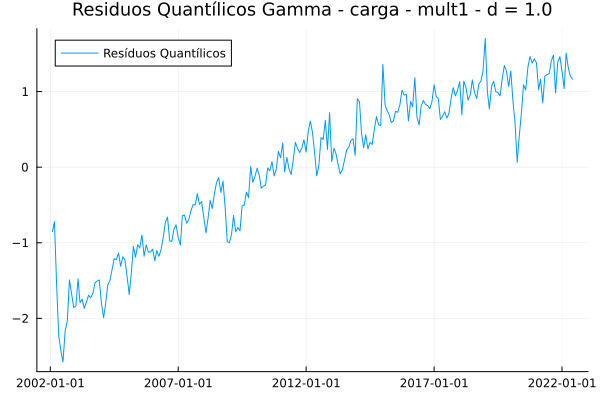 Residuos Quantílicos Gamma - carga - mult1 - d = 1.0
Resíduos Quantílicos
1
0
−1
−2
2002-01-01 2007-01-01 2012-01-01 2017-01-01 2022-01-01